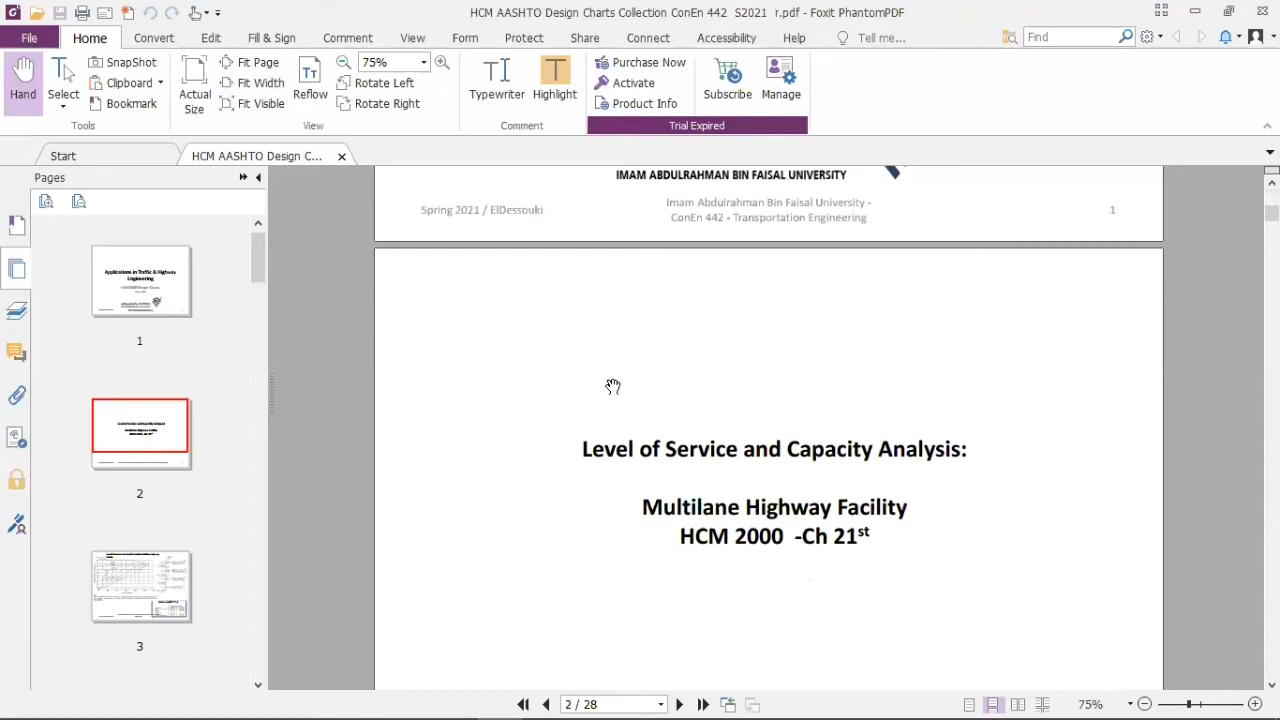 HCM AASHTO Design Charts Collection ConEn 442 S2021 r.pdf - Foxit PhantomPDF
File Home Convert Edit Fill & Sign Comment View Form Protect Share Connect Accessibility Help Tell me... Find
Hand
Select
SnapShot
Clipboard
Bookmark
Tools
Actual Size
Fit Page
Fit Width
Fit Visible
Reflow
75%
Rotate Left
Rotate Right
View
Typewriter
Highlight
Comment
Purchase Now
Activate
Product Info
Subscribe
Manage
Trial Expired
Start
HCM AASHTO Design C...
Pages
Applications in Traffic & Highway
Engineering
1
2
3
IMAM ABDULRAHMAN BIN FAISAL UNIVERSITY
Spring 2021 / ElDessouki
Imam Abdulrahman Bin Faisal University -
ConEn 442 - Transportation Engineering
1
Level of Service and Capacity Analysis:
Multilane Highway Facility
HCM 2000 -Ch 21st
2 / 28
75%